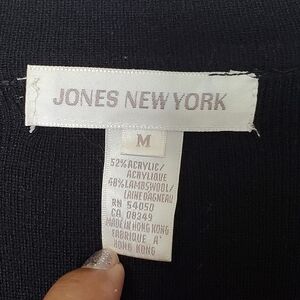 JONES NEW YORK
M
52% ACRYLIC/
ACRYLIQUE
48% LAMBSWOOL/
LAINE D'AGNEAU
RN 54050
CA 08349
MADE IN HONG KONG
FABRIQUE A'
HONG KONG